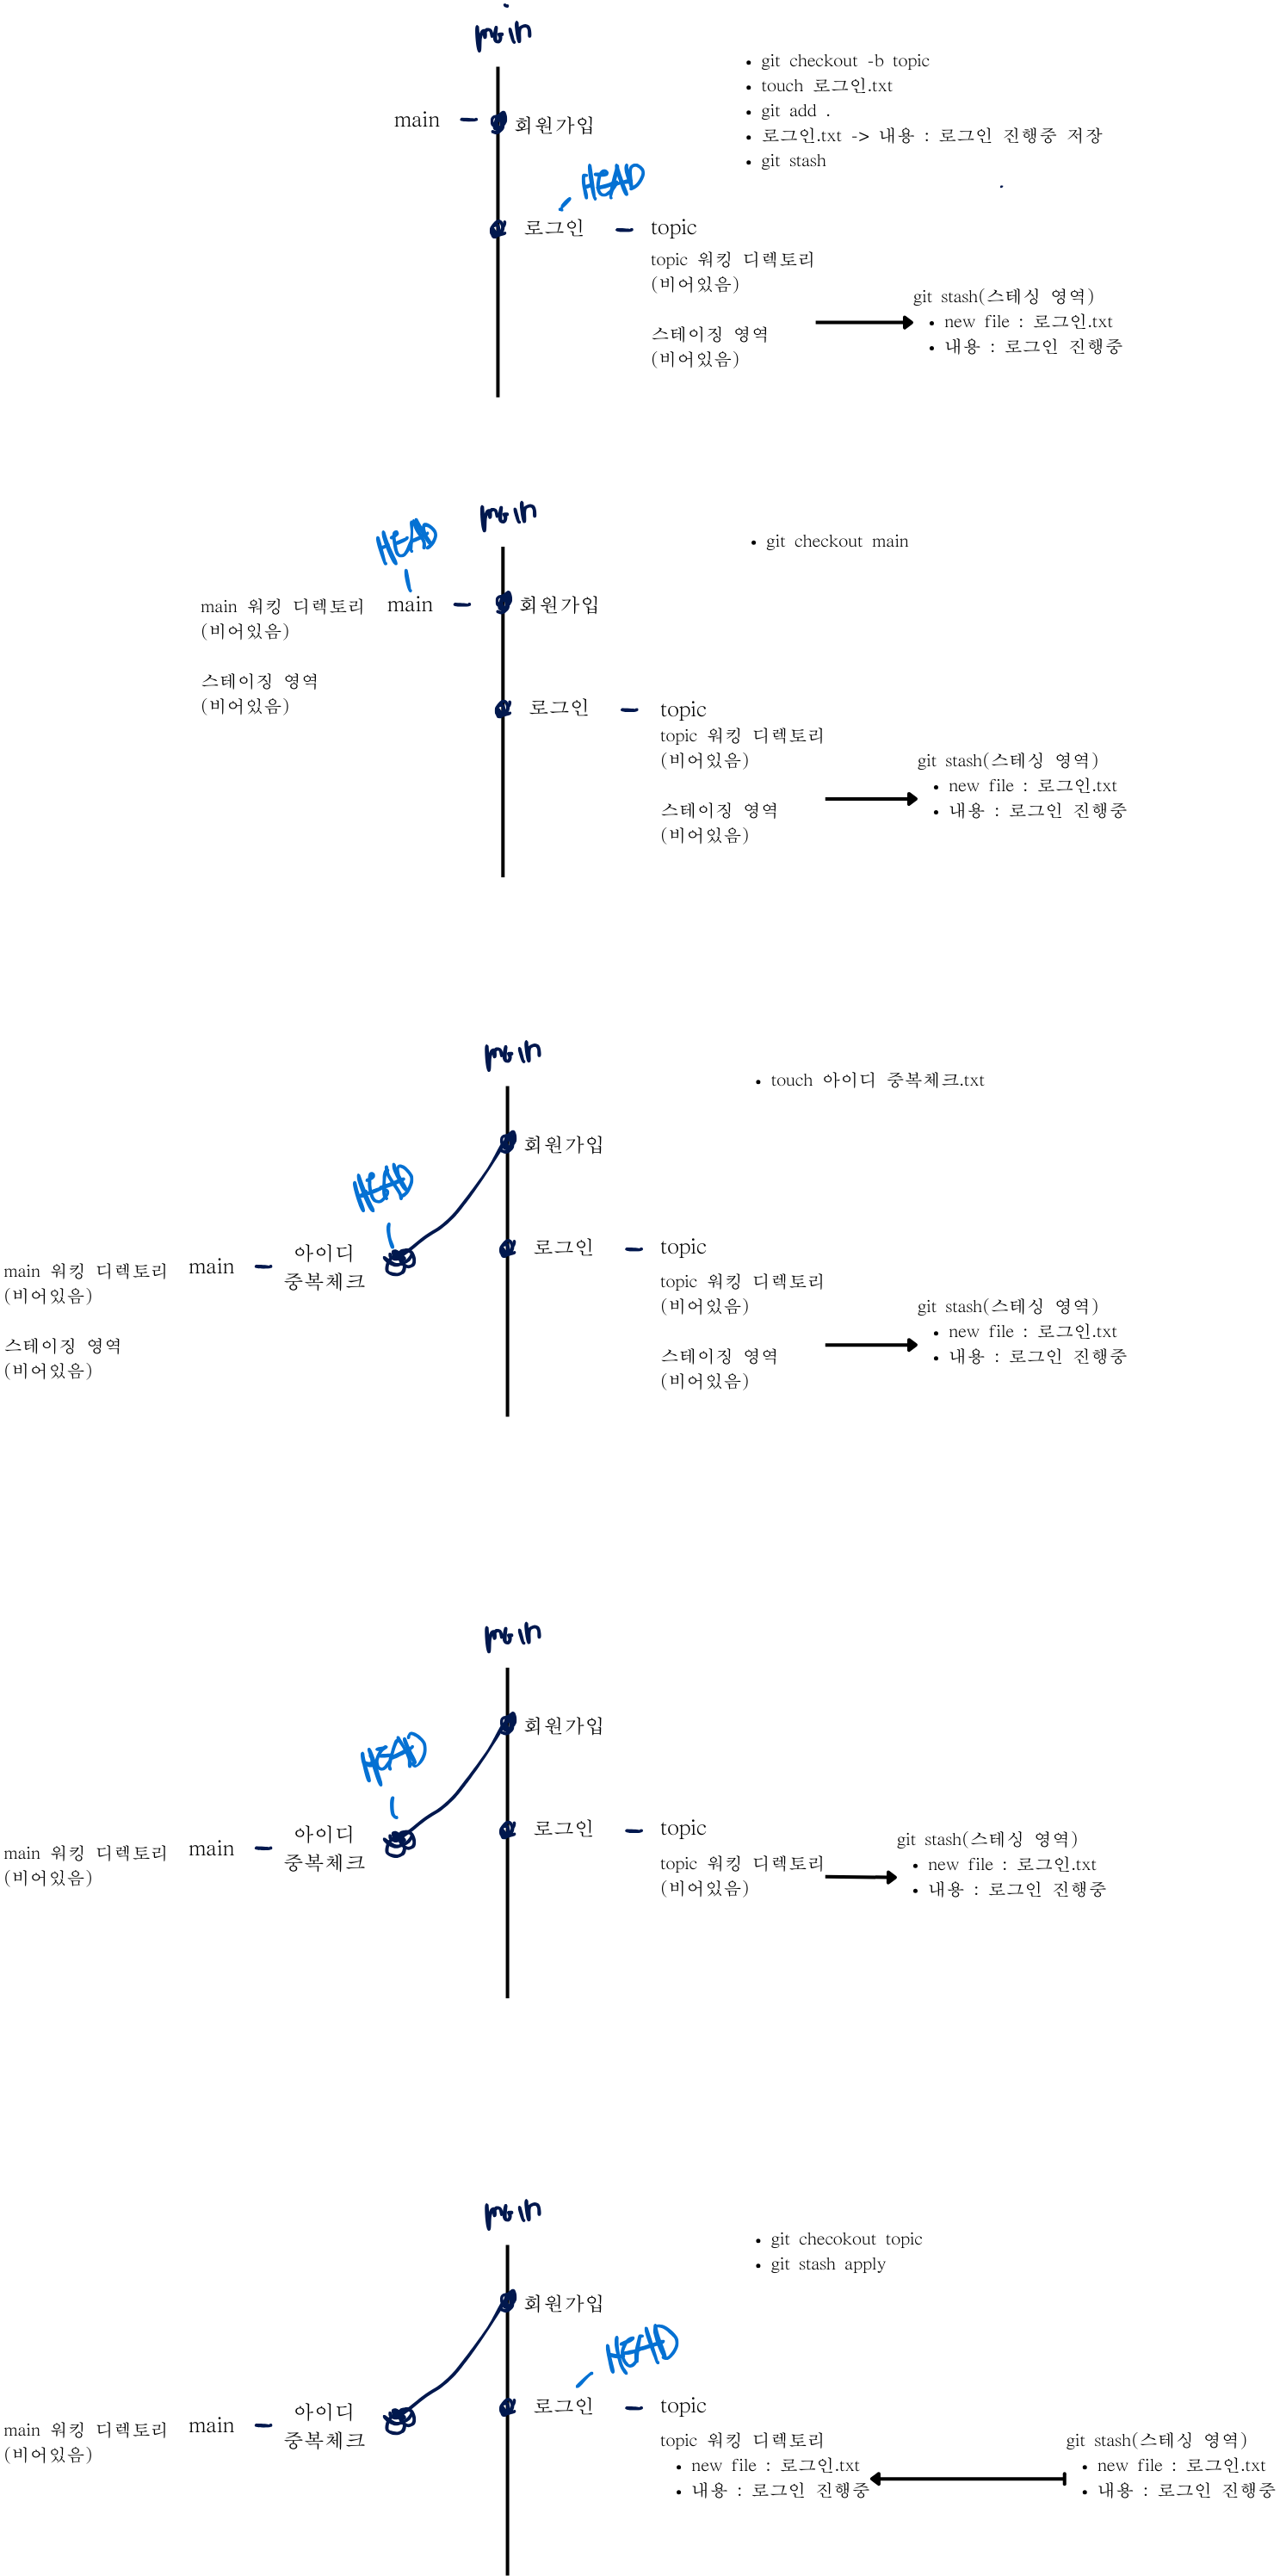 main
• git checkout -b topic
• touch 로그인.txt
• git add .
• 로그인.txt -> 내용 : 로그인 진행중 저장
• git stash
main
회원가입
HEAD
로그인
topic
topic 워킹 디렉토리
(비어있음)
스테이징 영역
(비어있음)
git stash(스테싱 영역)
• new file : 로그인.txt
• 내용 : 로그인 진행중
main
• git checkout main
HEAD
main 워킹 디렉토리
(비어있음)
스테이징 영역
(비어있음)
main
회원가입
로그인
topic
topic 워킹 디렉토리
(비어있음)
스테이징 영역
(비어있음)
git stash(스테싱 영역)
• new file : 로그인.txt
• 내용 : 로그인 진행중
main
• touch 아이디 중복체크.txt
회원가입
HEAD
main 워킹 디렉토리
(비어있음)
스테이징 영역
(비어있음)
main
아이디
중복체크
로그인
topic
topic 워킹 디렉토리
(비어있음)
스테이징 영역
(비어있음)
git stash(스테싱 영역)
• new file : 로그인.txt
• 내용 : 로그인 진행중
main
회원가입
HEAD
main 워킹 디렉토리
(비어있음)
main
아이디
중복체크
로그인
topic
topic 워킹 디렉토리
(비어있음)
git stash(스테싱 영역)
• new file : 로그인.txt
• 내용 : 로그인 진행중
main
• git checokout topic
• git stash apply
회원가입
HEAD
main 워킹 디렉토리
(비어있음)
main
아이디
중복체크
로그인
topic
topic 워킹 디렉토리
• new file : 로그인.txt
• 내용 : 로그인 진행중
git stash(스테싱 영역)
• new file : 로그인.txt
• 내용 : 로그인 진행중